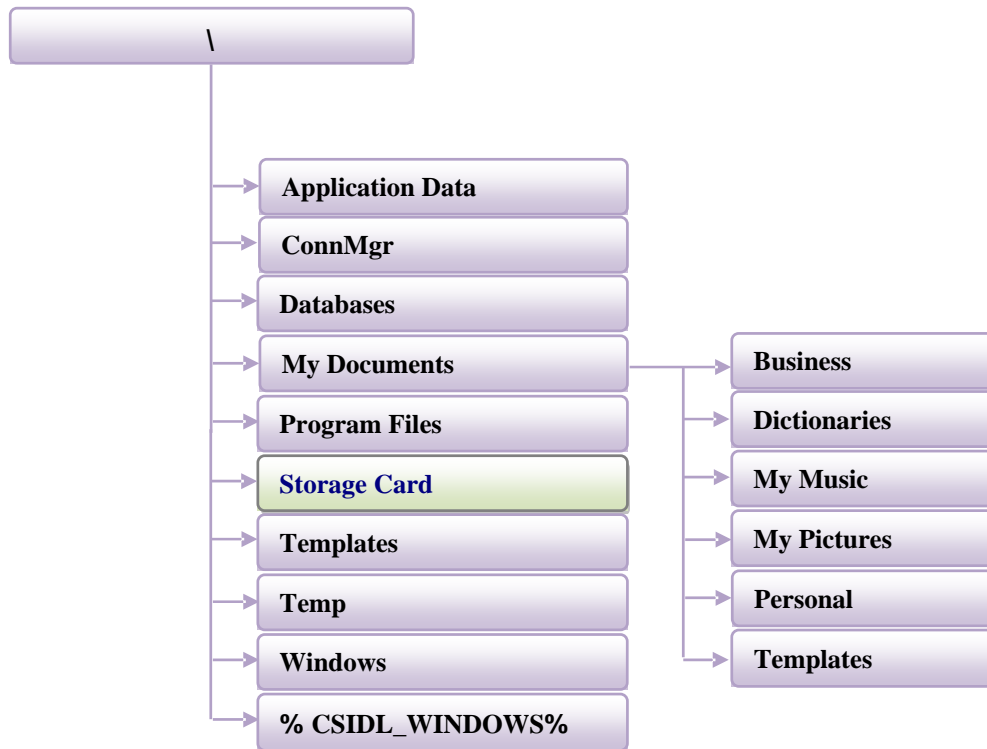 \
Application Data
ConnMgr
Databases
My Documents
Program Files
Storage Card
Templates
Temp
Windows
% CSIDL_WINDOWS%
Business
Dictionaries
My Music
My Pictures
Personal
Templates